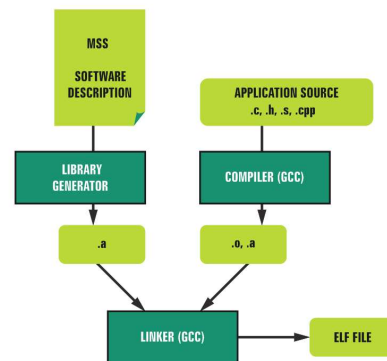 MSS
SOFTWARE
DESCRIPTION
APPLICATION SOURCE
.c, .h, .s, .cpp
LIBRARY
GENERATOR
COMPILER (GCC)
.a
.o, .a
LINKER (GCC)
ELF FILE